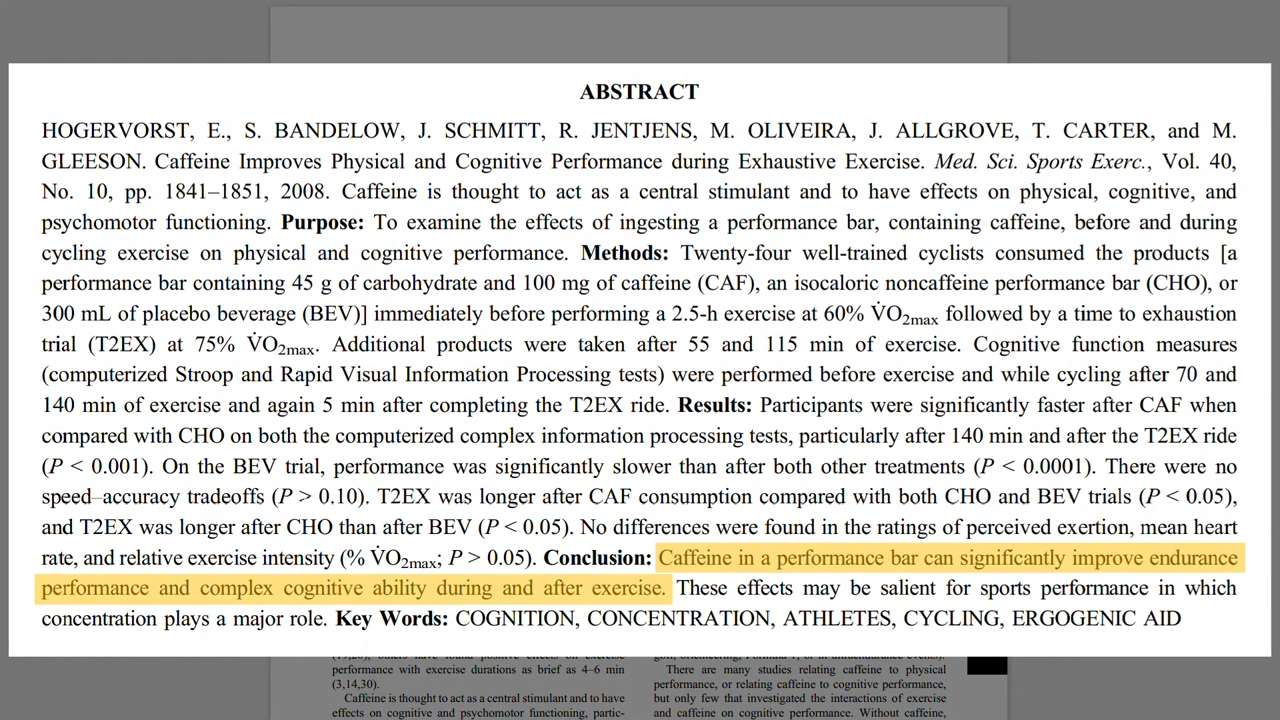 ABSTRACT
HOGERVORST, E., S. BANDELOW, J. SCHMITT, R. JENTJENS, M. OLIVEIRA, J. ALLGROVE, T. CARTER, and M.
GLEESON. Caffeine Improves Physical and Cognitive Performance during Exhaustive Exercise. Med. Sci. Sports Exerc., Vol. 40,
No. 10, pp. 1841–1851, 2008. Caffeine is thought to act as a central stimulant and to have effects on physical, cognitive, and
psychomotor functioning. Purpose: To examine the effects of ingesting a performance bar, containing caffeine, before and during
cycling exercise on physical and cognitive performance. Methods: Twenty-four well-trained cyclists consumed the products [a
performance bar containing 45 g of carbohydrate and 100 mg of caffeine (CAF), an isocaloric noncaffeine performance bar (CHO), or
300 mL of placebo beverage (BEV)] immediately before performing a 2.5-h exercise at 60% V̇O2max followed by a time to exhaustion
trial (T2EX) at 75% V̇O2max. Additional products were taken after 55 and 115 min of exercise. Cognitive function measures
(computerized Stroop and Rapid Visual Information Processing tests) were performed before exercise and while cycling after 70 and
140 min of exercise and again 5 min after completing the T2EX ride. Results: Participants were significantly faster after CAF when
compared with CHO on both the computerized complex information processing tests, particularly after 140 min and after the T2EX ride
(P < 0.001). On the BEV trial, performance was significantly slower than after both other treatments (P < 0.0001). There were no
speed–accuracy tradeoffs (P > 0.10). T2EX was longer after CAF consumption compared with both CHO and BEV trials (P < 0.05),
and T2EX was longer after CHO than after BEV (P < 0.05). No differences were found in the ratings of perceived exertion, mean heart
rate, and relative exercise intensity (% V̇O2max; P > 0.05). Conclusion: Caffeine in a performance bar can significantly improve endurance
performance and complex cognitive ability during and after exercise. These effects may be salient for sports performance in which
concentration plays a major role. Key Words: COGNITION, CONCENTRATION, ATHLETES, CYCLING, ERGOGENIC AID
performance with exercise durations as brief as 4–6 min
(3,14,30).
Caffeine is thought to act as a central stimulant and to have
effects on cognitive and psychomotor functioning, partic-
There are many studies relating caffeine to physical
performance, or relating caffeine to cognitive performance,
but only few that investigated the interactions of exercise
and caffeine on cognitive performance. Without caffeine,